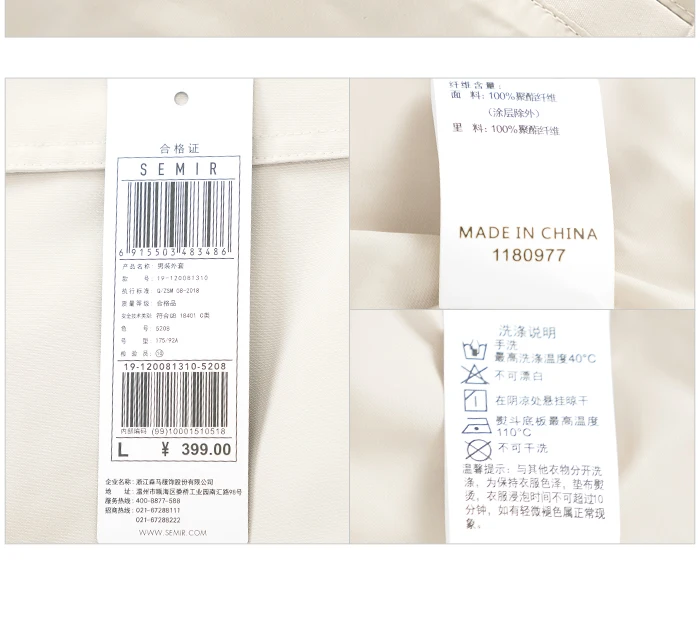 合格证
SEMIR
6 915503 483486
产品名称: 男装外套
款 号: 19-120081310
执行标准: Q/ZSM 08-2018
质量等级: 合格品
安全技术类别: 符合GB 18401 C类
色 号: 5208
号 型: 175/92A
检 验 员:
19-120081310-5208
内部编码 (99)10001510518
L ¥ 399.00
企业名称: 浙江森马服饰股份有限公司
地 址: 温州市瓯海区娄桥工业园南汇路98号
服务热线: 400-8877-588
招商热线: 021-67288111
021-67288222
WWW.SEMIR.COM
纤维含量:
面 料: 100%聚酯纤维
(涂层除外)
里 料: 100%聚酯纤维
MADE IN CHINA
1180977
洗涤说明
手洗
最高洗涤温度40°C
不可漂白
在阴凉处悬挂晾干
熨斗底板最高温度
110°C
不可干洗
温馨提示: 与其他衣物分开洗
涤, 为保持衣服色泽, 垫布熨
烫, 衣服浸泡时间不可超过10
分钟, 如有轻微褪色属正常现
象。